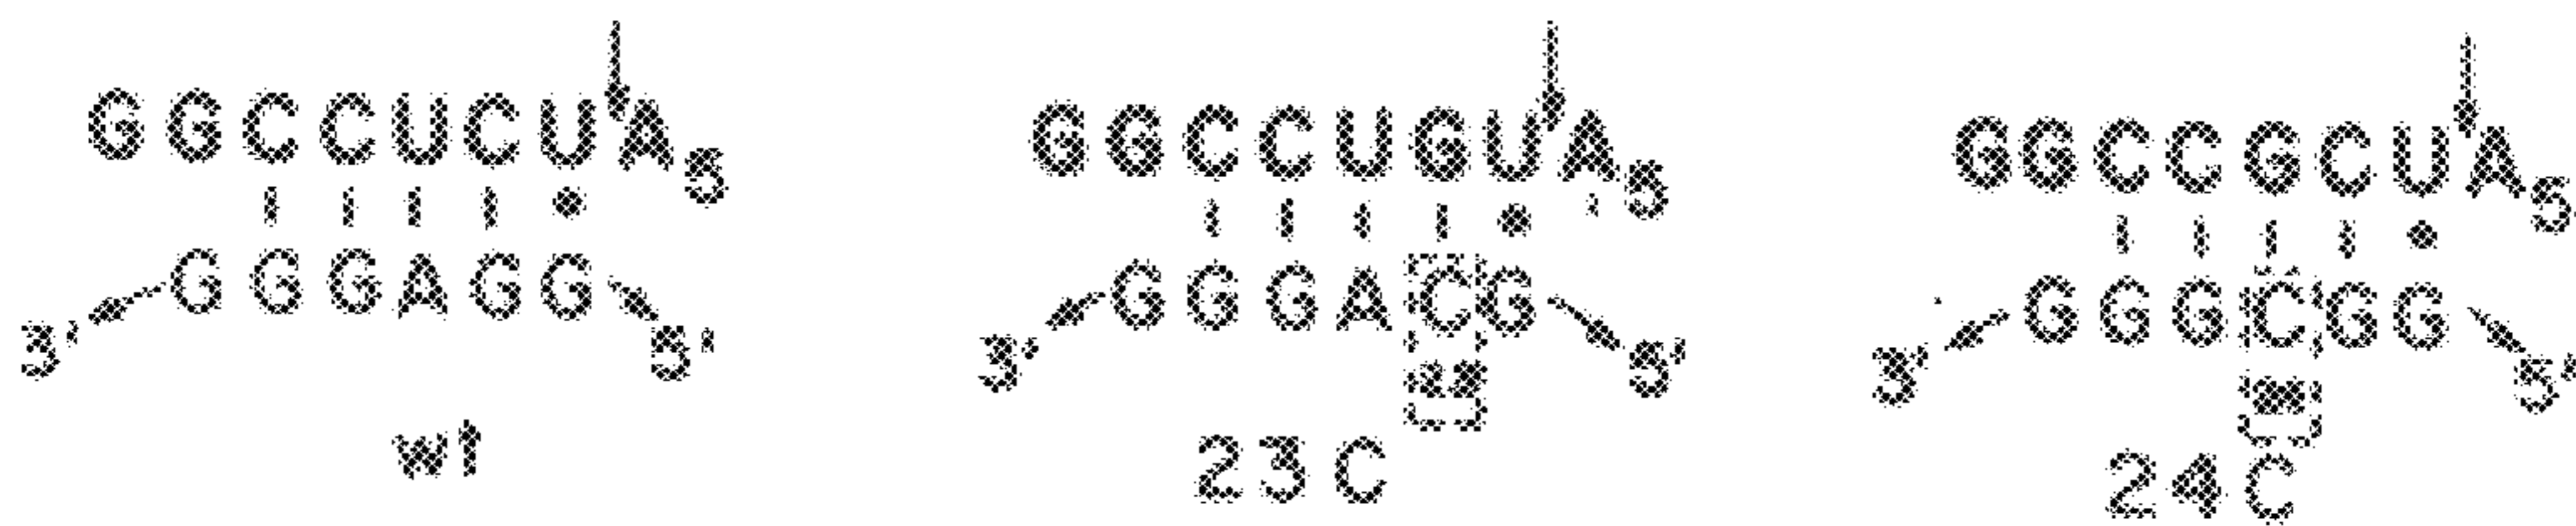 GGCCUCUA5 GGCCUGUA5 GGCCGCUA5
3' GGGAGG 5' 3' GGGACG 5' 3' GGGCGG 5'
wt 23C 24C